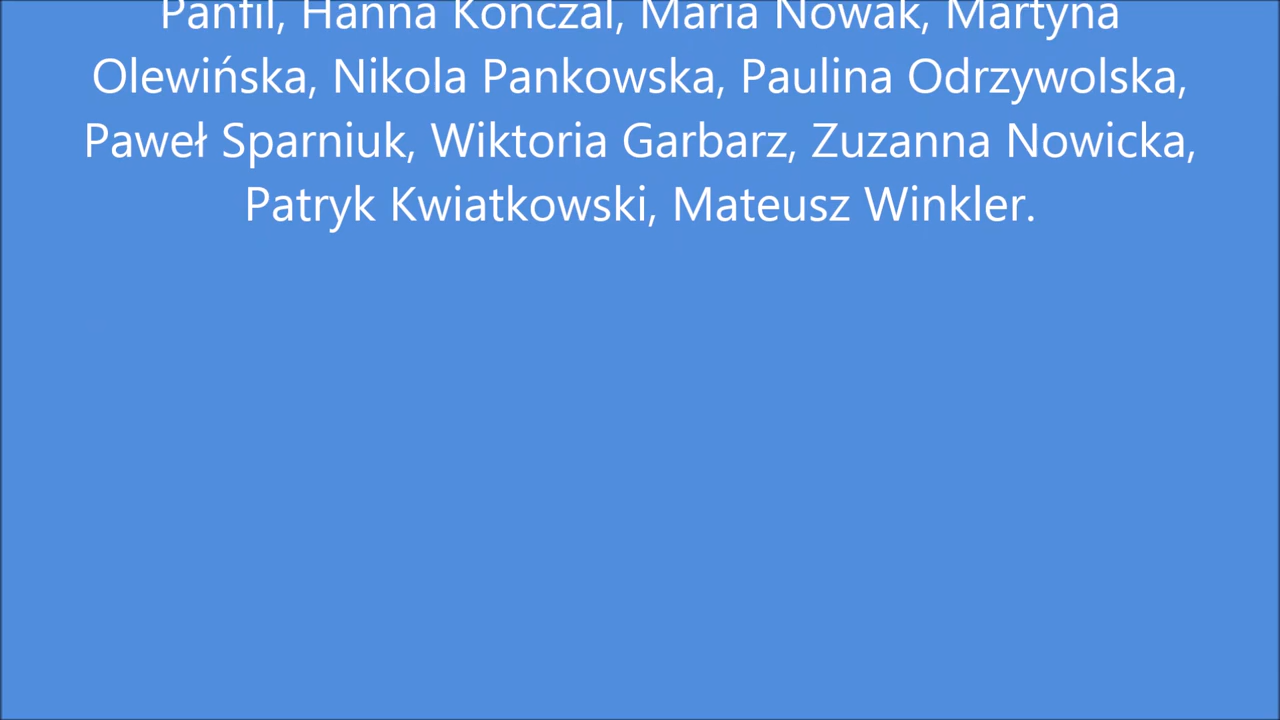 Panfil, Hanna Konczal, Maria Nowak, Martyna
Olewińska, Nikola Pankowska, Paulina Odrzywolska,
Paweł Sparniuk, Wiktoria Garbarz, Zuzanna Nowicka,
Patryk Kwiatkowski, Mateusz Winkler.